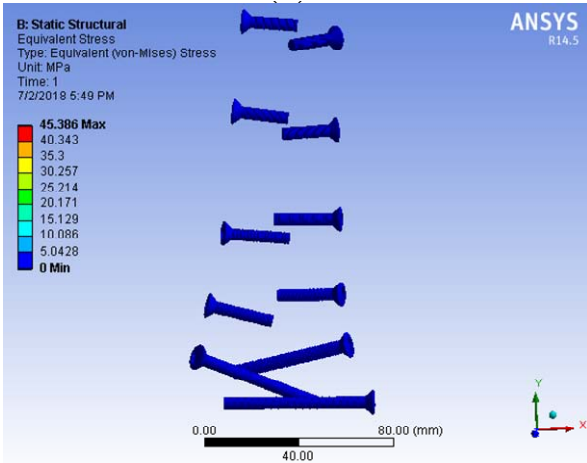 B: Static Structural
Equivalent Stress
Type: Equivalent (von-Mises) Stress
Unit: MPa
Time: 1
7/2/2018 5:49 PM
ANSYS
R14.5
45.386 Max
40.343
35.3
30.257
25.214
20.171
15.129
10.086
5.0428
0 Min
0.00
80.00 (mm)
40.00
Y
X